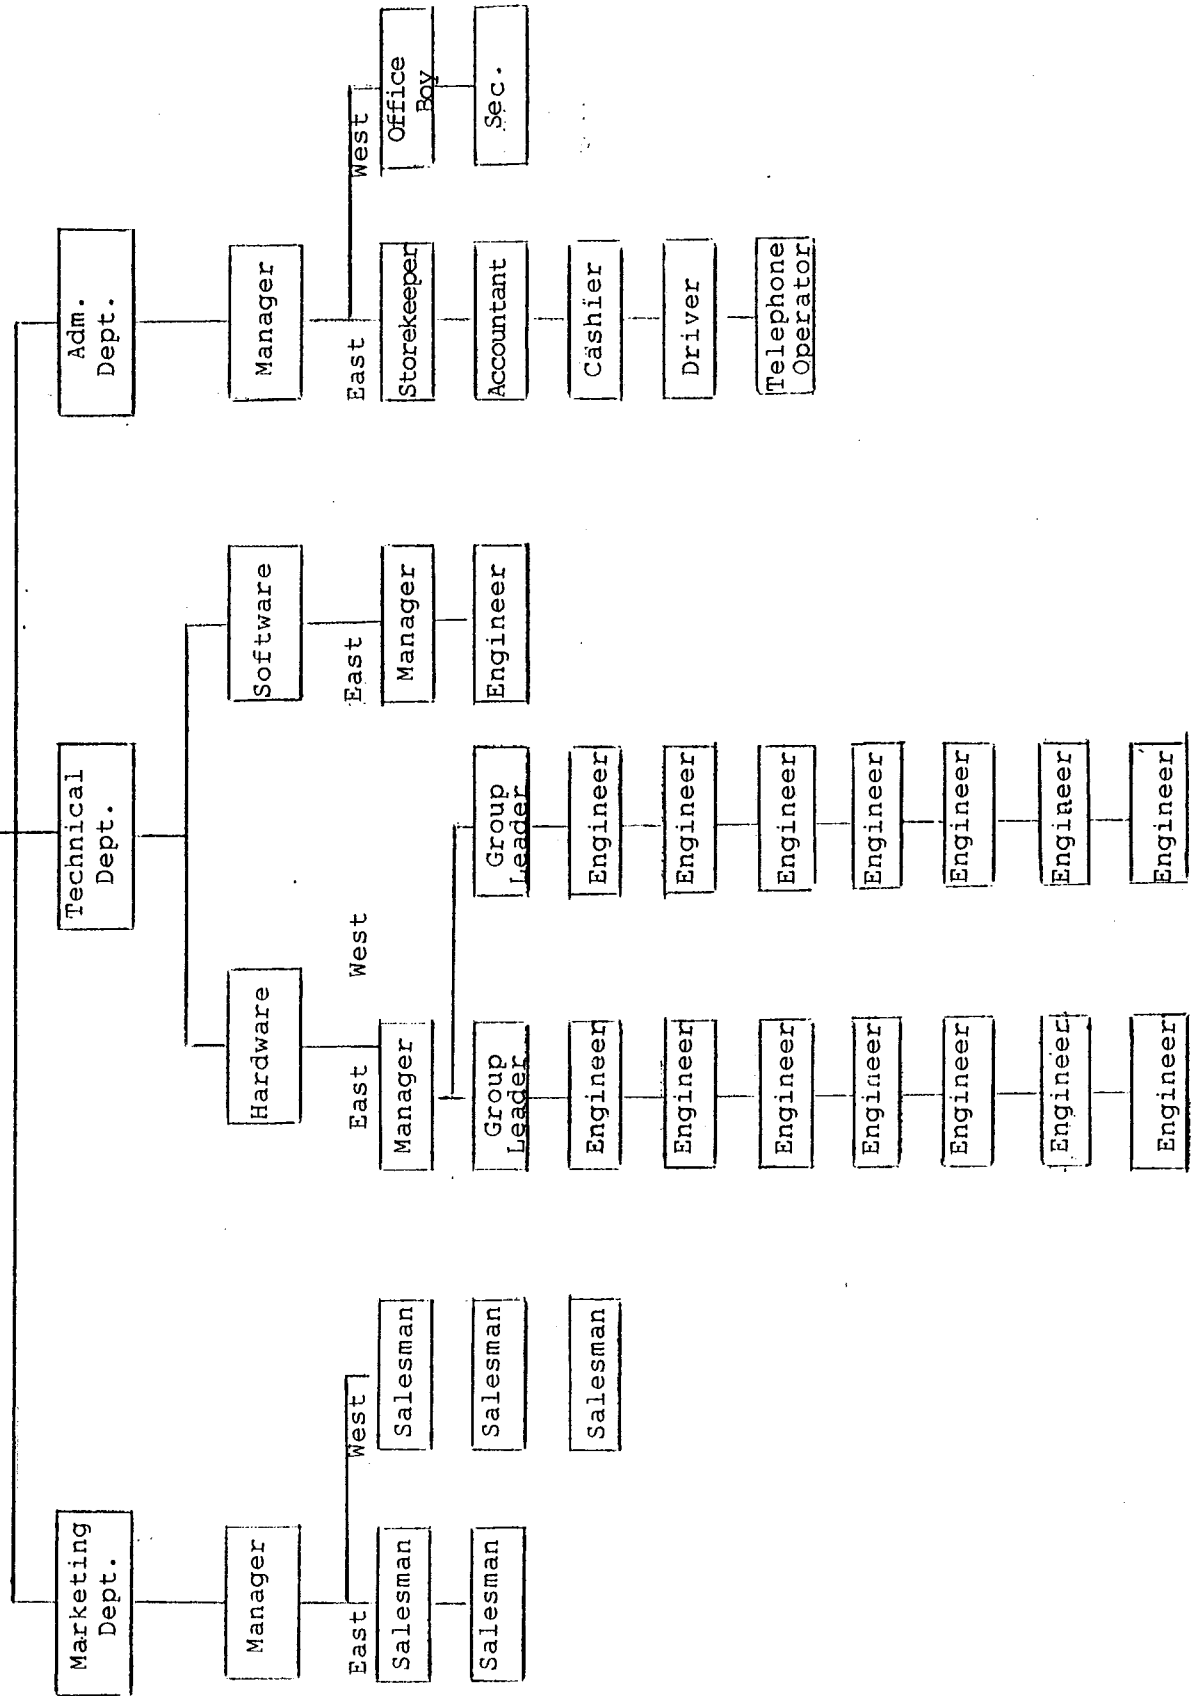 Marketing
Dept.
Technical
Dept.
Adm.
Dept.
Manager
Hardware
Software
Manager
East
West
East
West
East
East
West
Salesman
Salesman
Manager
Manager
Storekeeper
Office
Boy
Salesman
Salesman
Group
Leader
Group
Leader
Engineer
Accountant
Sec.
Salesman
Engineer
Engineer
Cashier
Engineer
Engineer
Driver
Engineer
Engineer
Telephone
Operator
Engineer
Engineer
Engineer
Engineer
Engineer
Engineer
Engineer
Engineer